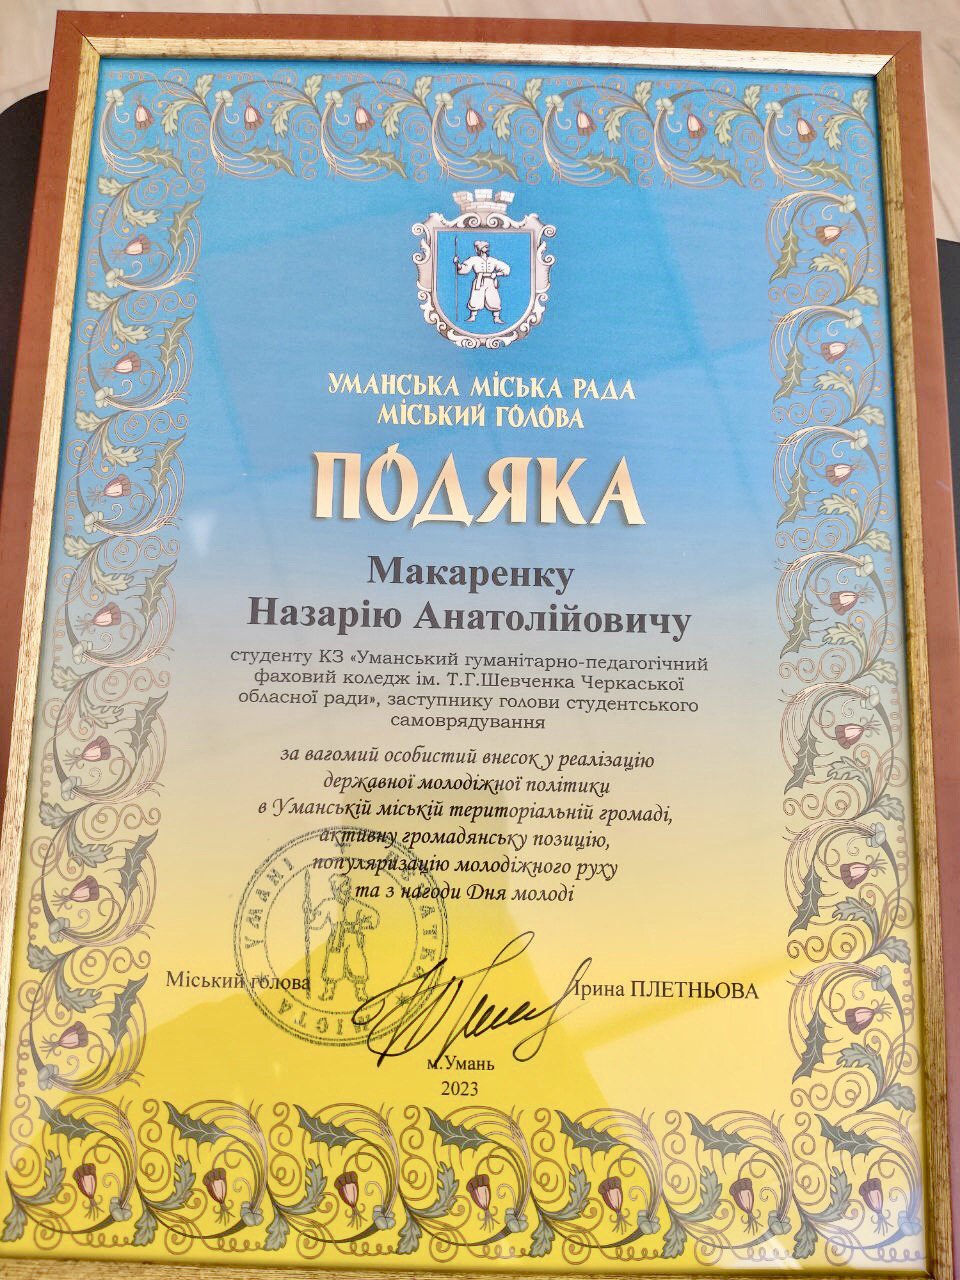 УМАНСЬКА МІСЬКА РАДА
МІСЬКИЙ ГОЛОВА
ПОДЯКА
Макаренку
Назарію Анатолійовичу
студенту КЗ «Уманський гуманітарно-педагогічний
фаховий коледж ім. Т.Г.Шевченка Черкаської
обласної ради», заступнику голови студентського
самоврядування
за вагомий особистий внесок у реалізацію
державної молодіжної політики
в Уманській міській територіальній громаді,
активну громадянську позицію,
популяризацію молодіжного руху
та з нагоди Дня молоді
Міський голова
Ірина ПЛЕТНЬОВА
м.Умань
2023